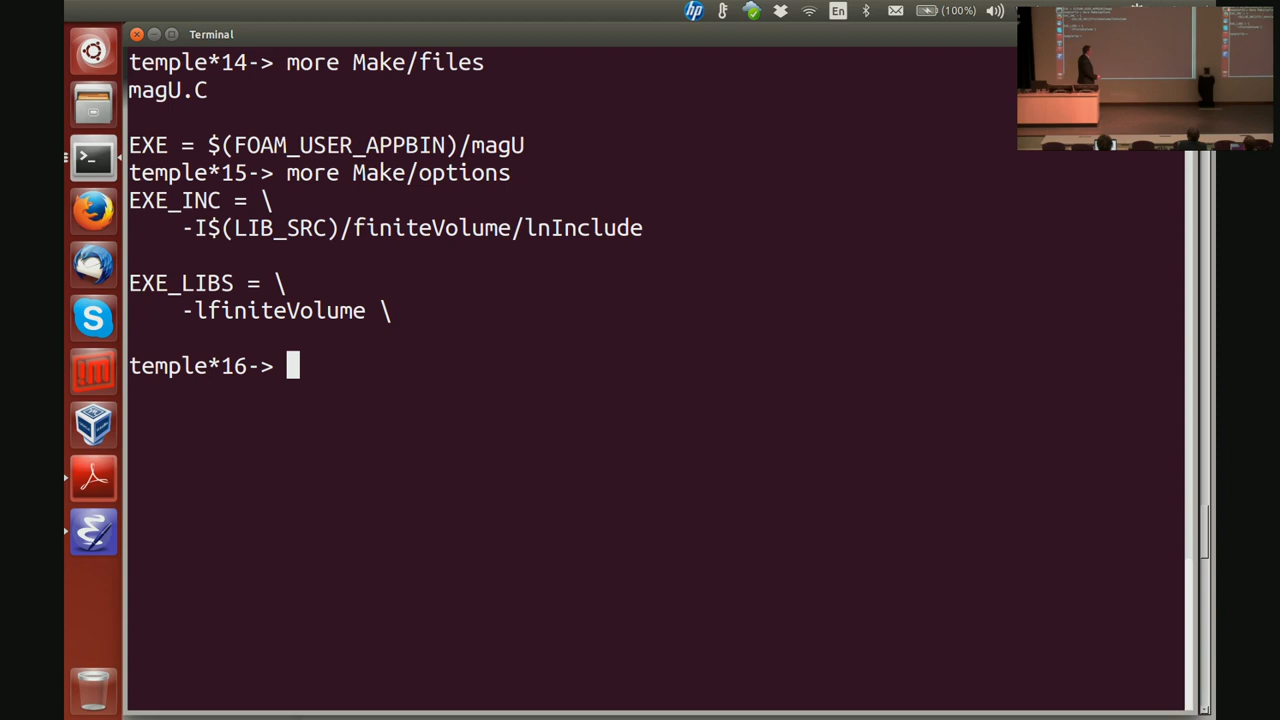 En
(100%)
Terminal
temple*14-> more Make/files
magU.C
EXE = $(FOAM_USER_APPBIN)/magU
temple*15-> more Make/options
EXE_INC = \
-I$(LIB_SRC)/finiteVolume/lnInclude
EXE_LIBS = \
-lfiniteVolume \
temple*16->